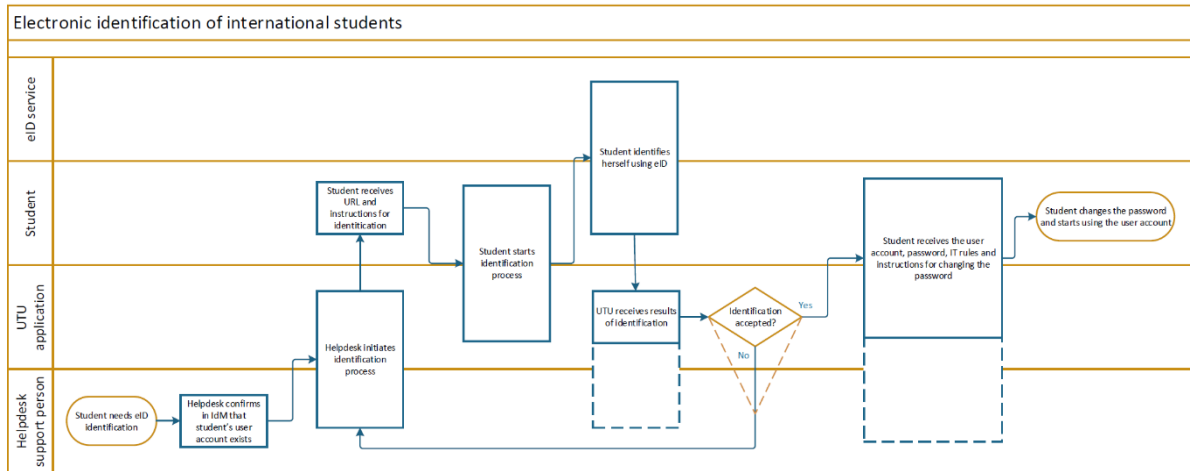 Electronic identification of international students
eID service
Student identifies
herself using eID
Student
Student receives
URL and
instructions for
identitication
Student starts
identification
process
Student receives the user
account, password, IT rules and
instructions for changing the
password
Student changes the password
and starts using the user account
UTU
application
Helpdesk initiates
identification
process
UTU receives results
of identification
Identification
accepted?
Yes
No
Helpdesk
support person
Student needs eID
identification
Helpdesk confirms
in IdM that
student's user
account exists